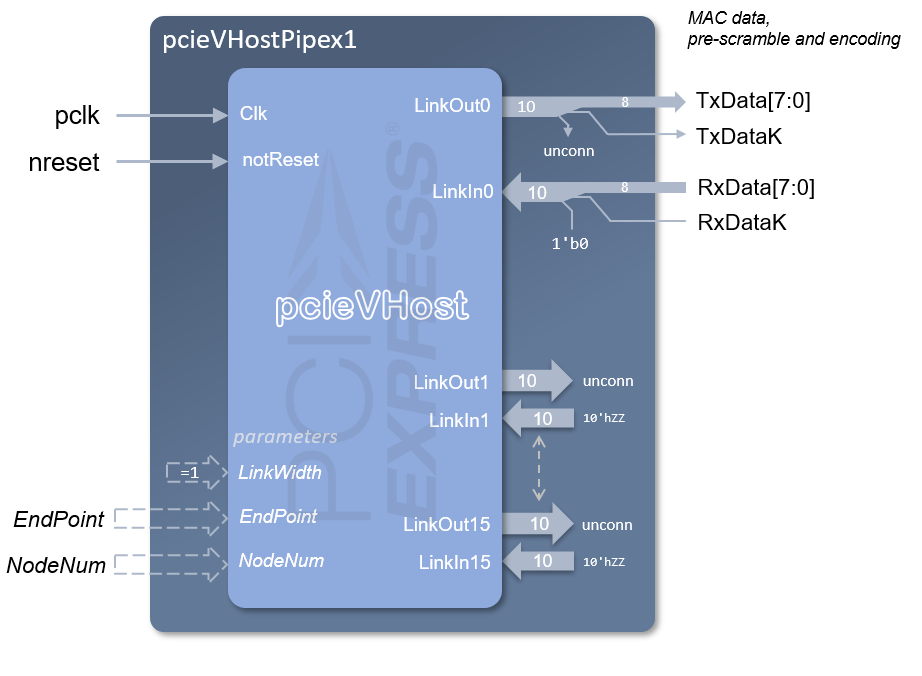 MAC data,
pre-scramble and encoding
pcieVHostPipex1
pclk
nreset
Clk
notReset
LinkOut0
10
8
TxData[7:0]
TxDataK
unconn
LinkIn0
10
8
RxData[7:0]
RxDataK
1'b0
PCI
EXPRESS
®
pcieVHost
LinkOut1
10
unconn
LinkIn1
10
10'hZZ
parameters
=1
LinkWidth
EndPoint
EndPoint
NodeNum
NodeNum
LinkOut15
10
unconn
LinkIn15
10
10'hZZ